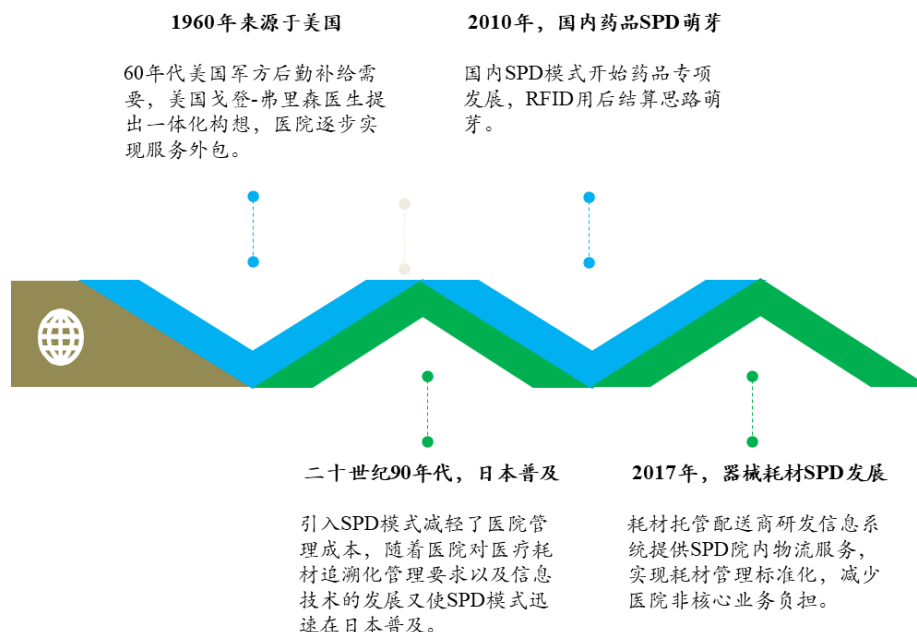 1960年来源于美国
60年代美国军方后勤补给需
要，美国戈登-弗里森医生提
出一体化构想，医院逐步实
现服务外包。
2010年，国内药品SPD萌芽
国内SPD模式开始药品专项
发展，RFID用后结算思路萌
芽。
二十世纪90年代，日本普及
引入SPD模式减轻了医院管
理成本，随着医院对医疗耗
材追溯化管理要求以及信息
技术的发展又使SPD模式迅
速在日本普及。
2017年，器械耗材SPD发展
耗材托管配送商研发信息系
统提供SPD院内物流服务，
实现耗材管理标准化，减少
医院非核心业务负担。